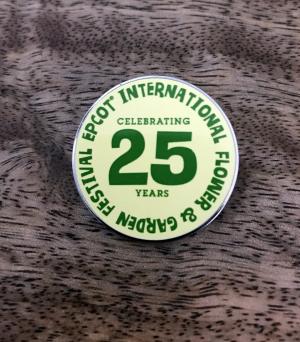 EPCOT® INTERNATIONAL FLOWER & GARDEN FESTIVAL
CELEBRATING
25
YEARS